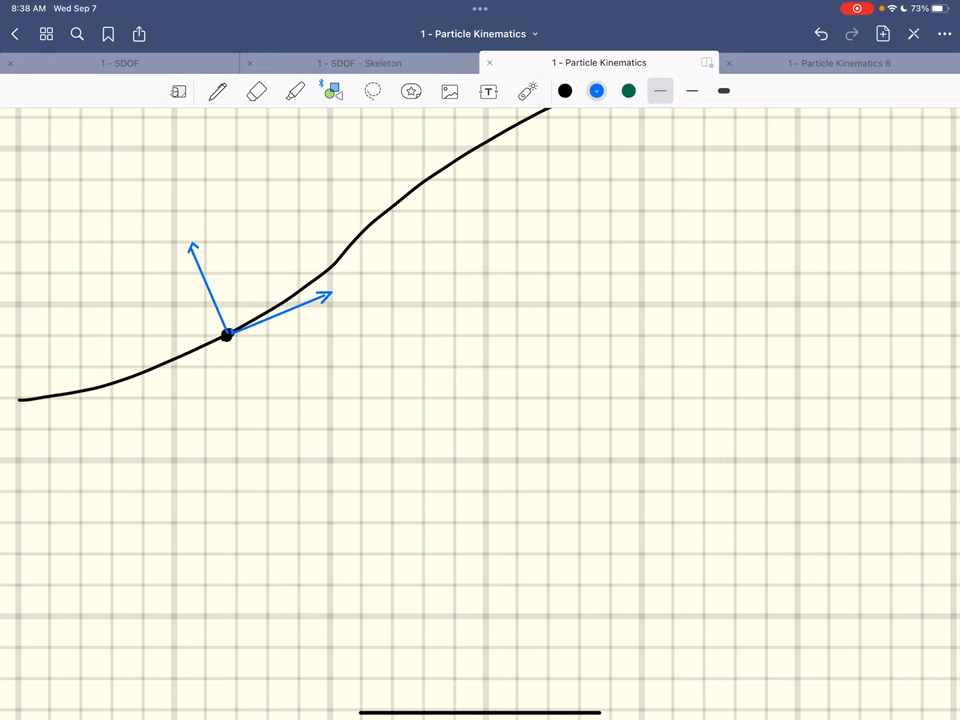 8:38 AM Wed Sep 7
73%
1 - Particle Kinematics
1 - SDOF
1 - SDOF - Skeleton
1 - Particle Kinematics
1 - Particle Kinematics 8
T